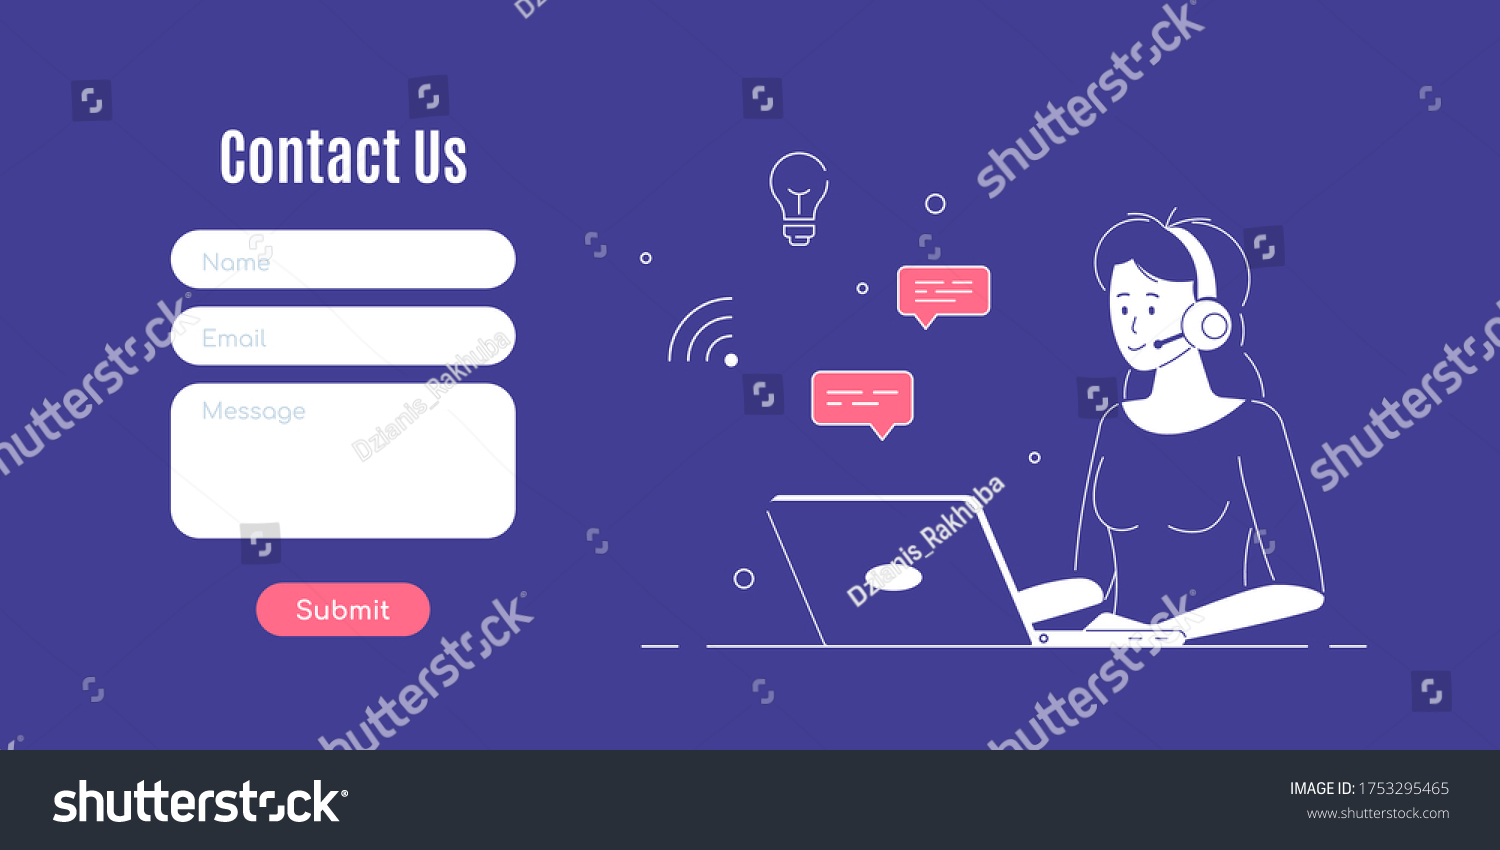 Contact Us
Name
Email
Message
Submit
shutterstock®
shutterstock®
shutterstock®
shutterstock
shutterstock®
Dzianis_Rakhuba
Dzianis_Rakhuba
shutterstock®
IMAGE ID: 1753295465
www.shutterstock.com